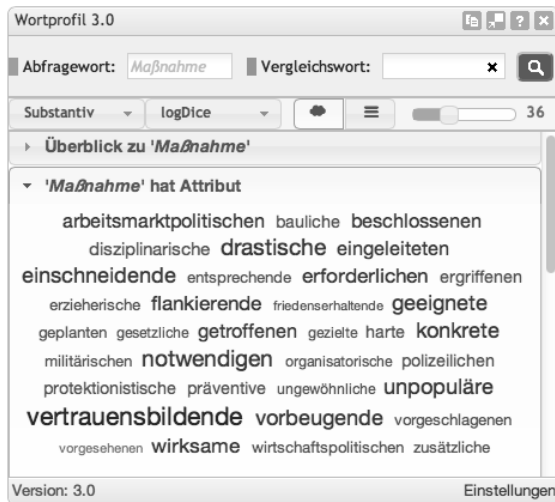 Wortprofil 3.0
Abfragewort: Maßnahme Vergleichswort:
Substantiv logDice 36
Überblick zu 'Maßnahme'
'Maßnahme' hat Attribut
arbeitsmarktpolitischen bauliche beschlossenen
disziplinarische drastische eingeleiteten
einschneidende entsprechende erforderlichen ergriffenen
erzieherische flankierende friedenserhaltende geeignete
geplanten gesetzliche getroffenen gezielte harte konkrete
militärischen notwendigen organisatorische polizeilichen
protektionistische präventive ungewöhnliche unpopuläre
vertrauensbildende vorbeugende vorgeschlagenen
vorgesehenen wirksame wirtschaftspolitischen zusätzliche
Version: 3.0 Einstellungen